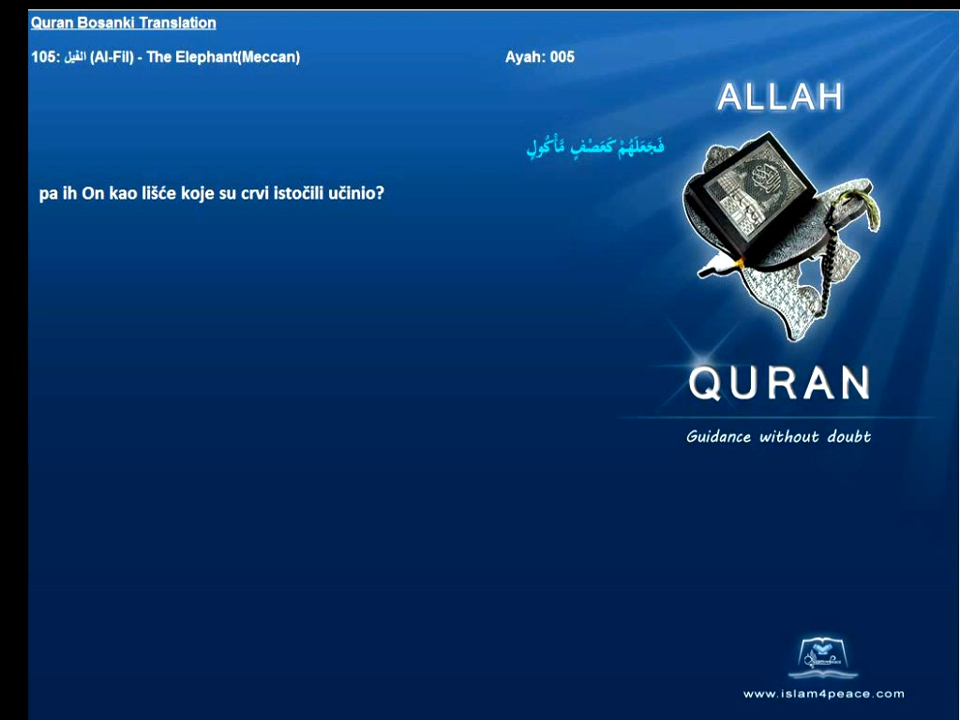 Quran Bosanki Translation
105: الفيل (Al-Fil) - The Elephant(Meccan) Ayah: 005
ALLAH
فَجَعَلَهُمْ كَعَصْفٍ مَّأْكُولٍ
pa ih On kao lišće koje su crvi istočili učinio?
QURAN
Guidance without doubt
www.islam4peace.com